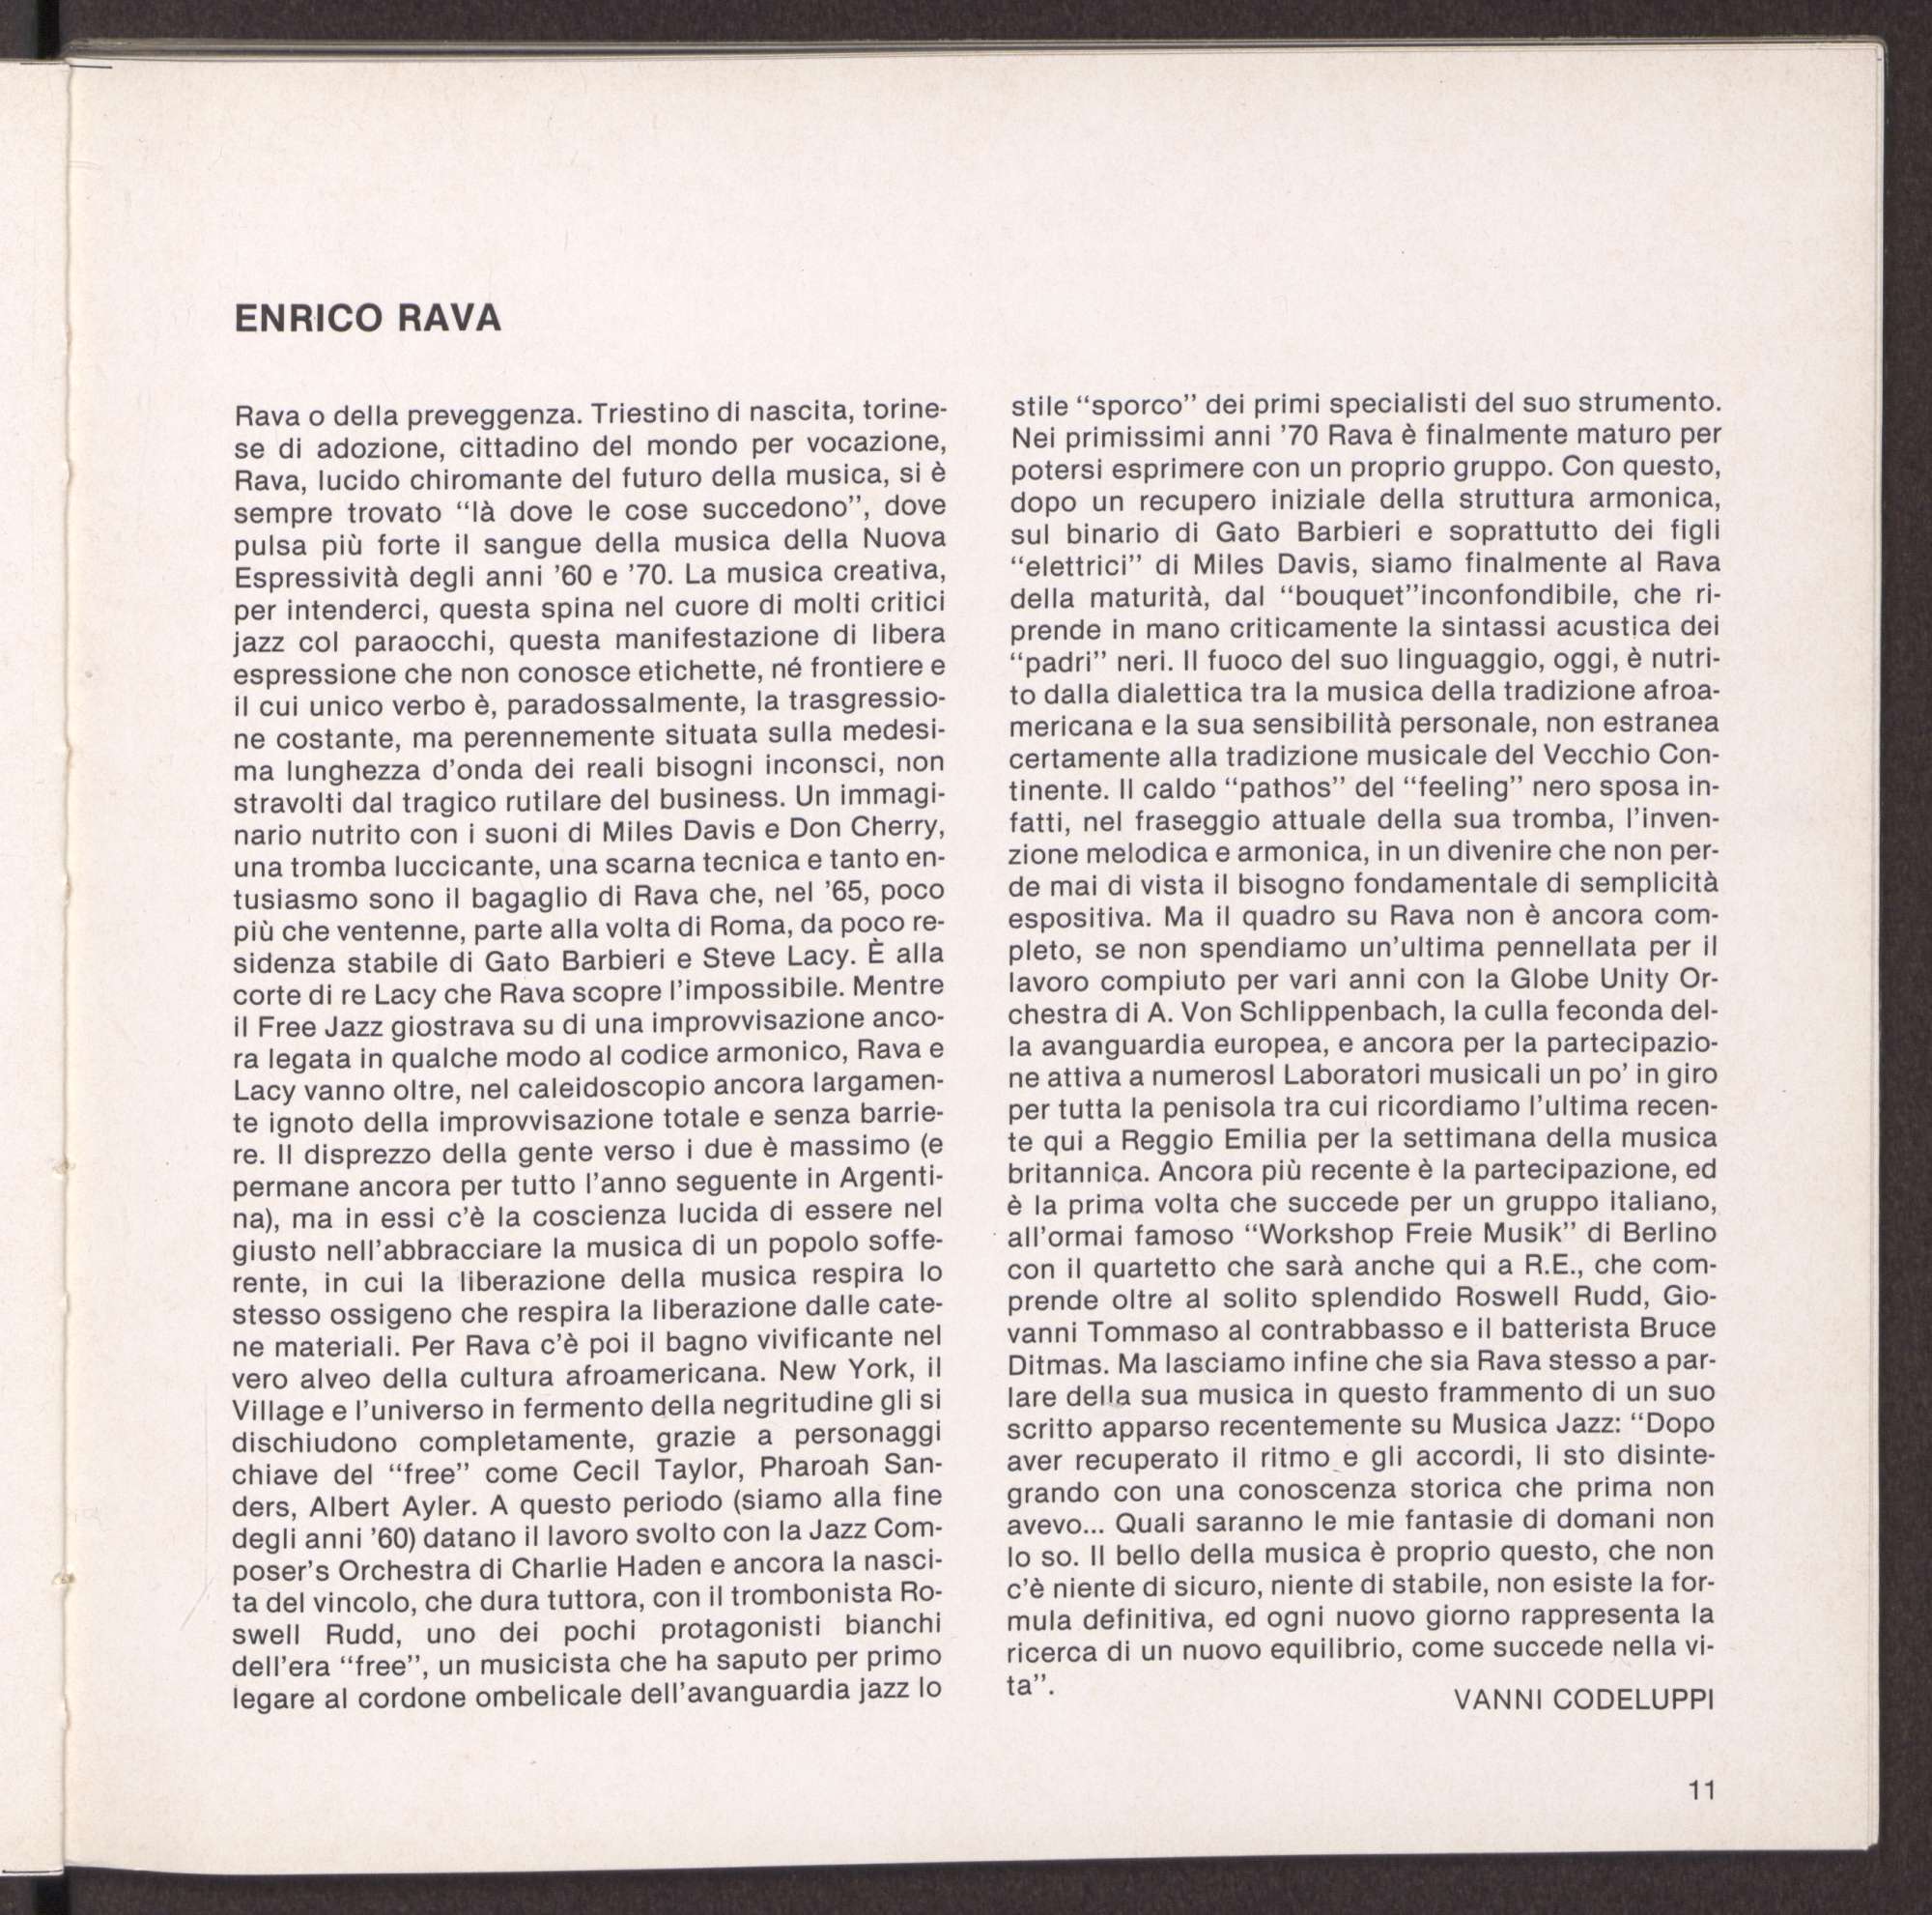 ENRICO RAVA
Rava o della preveggenza. Triestino di nascita, torine-
se di adozione, cittadino del mondo per vocazione,
Rava, lucido chiromante del futuro della musica, si è
sempre trovato “là dove le cose succedono”, dove
pulsa più forte il sangue della musica della Nuova
Espressività degli anni ’60 e ’70. La musica creativa,
per intenderci, questa spina nel cuore di molti critici
jazz col paraocchi, questa manifestazione di libera
espressione che non conosce etichette, né frontiere e
il cui unico verbo è, paradossalmente, la trasgressio-
ne costante, ma perennemente situata sulla medesi-
ma lunghezza d’onda dei reali bisogni inconsci, non
stravolti dal tragico rutilare del business. Un immagi-
nario nutrito con i suoni di Miles Davis e Don Cherry,
una tromba luccicante, una scarna tecnica e tanto en-
tusiasmo sono il bagaglio di Rava che, nel ’65, poco
più che ventenne, parte alla volta di Roma, da poco re-
sidenza stabile di Gato Barbieri e Steve Lacy. È alla
corte di re Lacy che Rava scopre l’impossibile. Mentre
il Free Jazz giostrava su di una improvvisazione anco-
ra legata in qualche modo al codice armonico, Rava e
Lacy vanno oltre, nel caleidoscopio ancora largamen-
te ignoto della improvvisazione totale e senza barrie-
re. Il disprezzo della gente verso i due è massimo (e
permane ancora per tutto l’anno seguente in Argenti-
na), ma in essi c’è la coscienza lucida di essere nel
giusto nell’abbracciare la musica di un popolo soffe-
rente, in cui la liberazione della musica respira lo
stesso ossigeno che respira la liberazione dalle cate-
ne materiali. Per Rava c’è poi il bagno vivificante nel
vero alveo della cultura afroamericana. New York, il
Village e l’universo in fermento della negritudine gli si
dischiudono completamente, grazie a personaggi
chiave del “free” come Cecil Taylor, Pharoah San-
ders, Albert Ayler. A questo periodo (siamo alla fine
degli anni ’60) datano il lavoro svolto con la Jazz Com-
poser’s Orchestra di Charlie Haden e ancora la nasci-
ta del vincolo, che dura tuttora, con il trombonista Ro-
swell Rudd, uno dei pochi protagonisti bianchi
dell’era “free”, un musicista che ha saputo per primo
legare al cordone ombelicale dell’avanguardia jazz lo
stile “sporco” dei primi specialisti del suo strumento.
Nei primissimi anni ’70 Rava è finalmente maturo per
potersi esprimere con un proprio gruppo. Con questo,
dopo un recupero iniziale della struttura armonica,
sul binario di Gato Barbieri e soprattutto dei figli
“elettrici” di Miles Davis, siamo finalmente al Rava
della maturità, dal “bouquet”inconfondibile, che ri-
prende in mano criticamente la sintassi acustica dei
“padri” neri. Il fuoco del suo linguaggio, oggi, è nutri-
to dalla dialettica tra la musica della tradizione afroa-
mericana e la sua sensibilità personale, non estranea
certamente alla tradizione musicale del Vecchio Con-
tinente. Il caldo “pathos” del “feeling” nero sposa in-
fatti, nel fraseggio attuale della sua tromba, l’inven-
zione melodica e armonica, in un divenire che non per-
de mai di vista il bisogno fondamentale di semplicità
espositiva. Ma il quadro su Rava non è ancora com-
pleto, se non spendiamo un’ultima pennellata per il
lavoro compiuto per vari anni con la Globe Unity Or-
chestra di A. Von Schlippenbach, la culla feconda del-
la avanguardia europea, e ancora per la partecipazio-
ne attiva a numerosI Laboratori musicali un po’ in giro
per tutta la penisola tra cui ricordiamo l’ultima recen-
te qui a Reggio Emilia per la settimana della musica
britannica. Ancora più recente è la partecipazione, ed
è la prima volta che succede per un gruppo italiano,
all’ormai famoso “Workshop Freie Musik” di Berlino
con il quartetto che sarà anche qui a R.E., che com-
prende oltre al solito splendido Roswell Rudd, Gio-
vanni Tommaso al contrabbasso e il batterista Bruce
Ditmas. Ma lasciamo infine che sia Rava stesso a par-
lare della sua musica in questo frammento di un suo
scritto apparso recentemente su Musica Jazz: “Dopo
aver recuperato il ritmo e gli accordi, li sto disinte-
grando con una conoscenza storica che prima non
avevo... Quali saranno le mie fantasie di domani non
lo so. Il bello della musica è proprio questo, che non
c’è niente di sicuro, niente di stabile, non esiste la for-
mula definitiva, ed ogni nuovo giorno rappresenta la
ricerca di un nuovo equilibrio, come succede nella vi-
ta”.
VANNI CODELUPPI
11